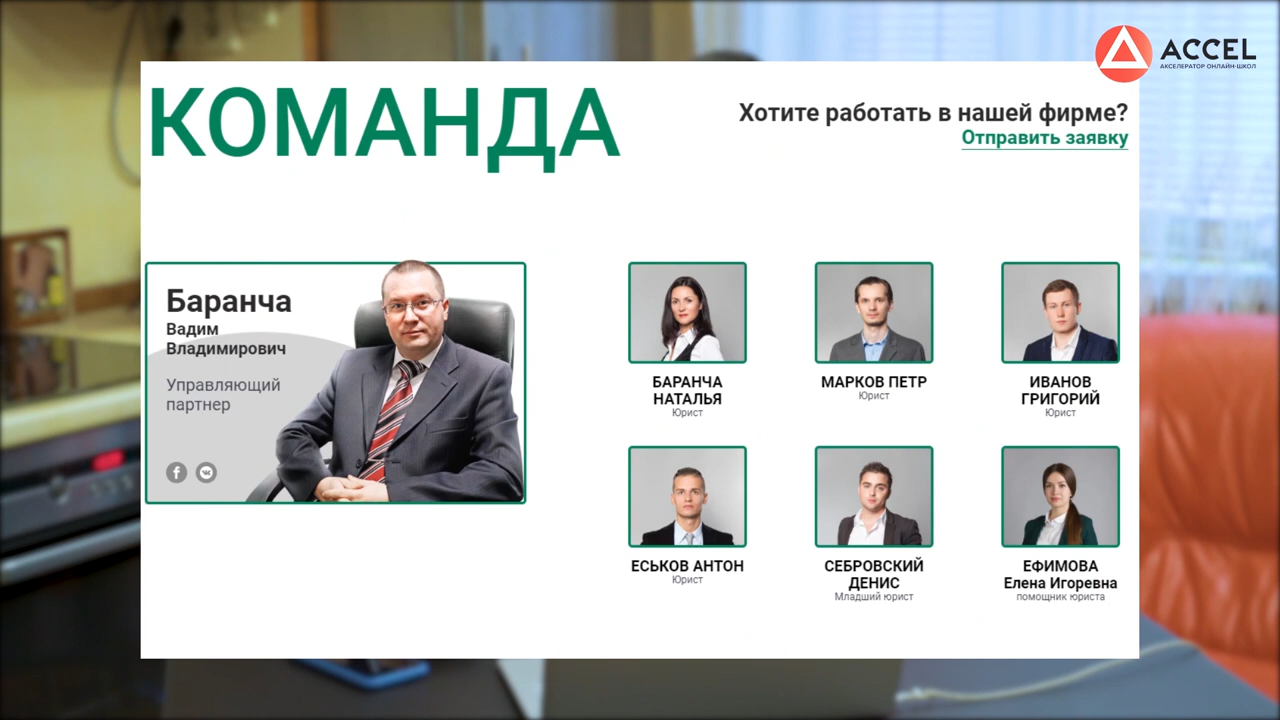 ACCEL
АКСЕЛЕРАТОР ОНЛАЙН-ШКОЛ
КОМАНДА
Хотите работать в нашей фирме?
Отправить заявку
Баранча
Вадим
Владимирович
Управляющий
партнер
БАРАНЧА
НАТАЛЬЯ
Юрист
МАРКОВ ПЕТР
Юрист
ИВАНОВ
ГРИГОРИЙ
Юрист
ЕСЬКОВ АНТОН
Юрист
СЕБРОВСКИЙ
ДЕНИС
Младший юрист
ЕФИМОВА
Елена Игоревна
помощник юриста